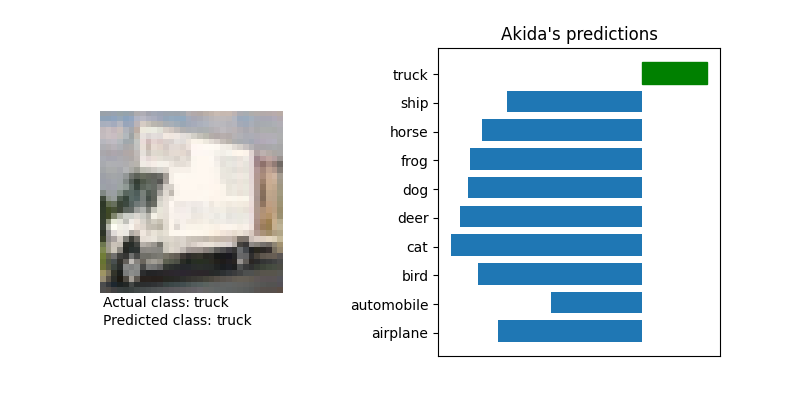 Akida's predictions
truck
ship
horse
frog
dog
deer
cat
bird
automobile
airplane
Actual class: truck
Predicted class: truck